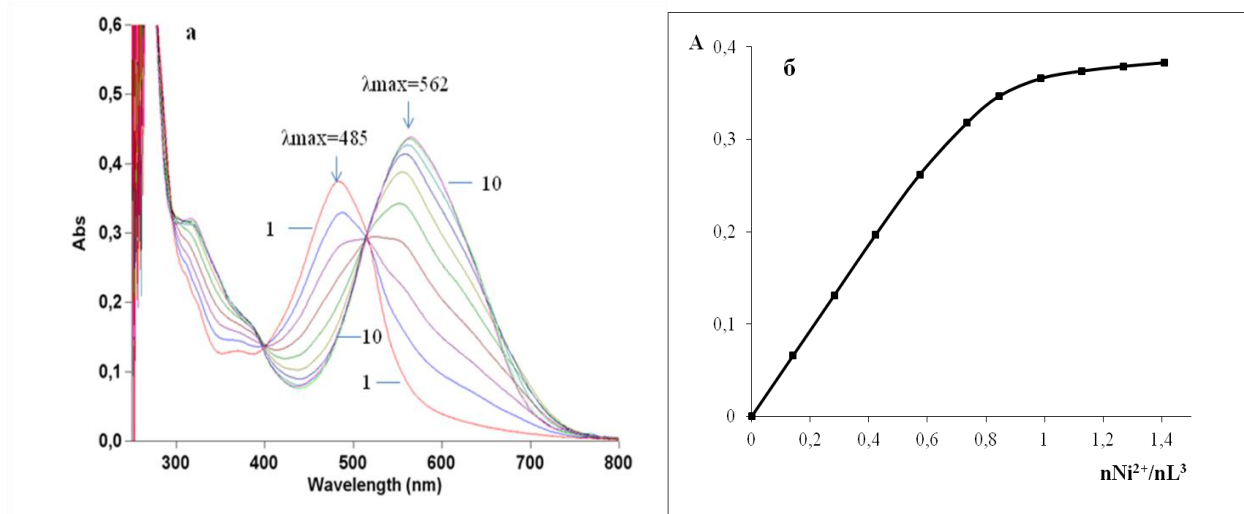 0,6
0,5
0,4
0,3
0,2
0,1
0,0
Abs
а
λmax=562
λmax=485
1
10
10
1
300 400 500 600 700 800
Wavelength (nm)
А
б
0,4
0,3
0,2
0,1
0
0 0,2 0,4 0,6 0,8 1 1,2 1,4
nNi²⁺/nL³